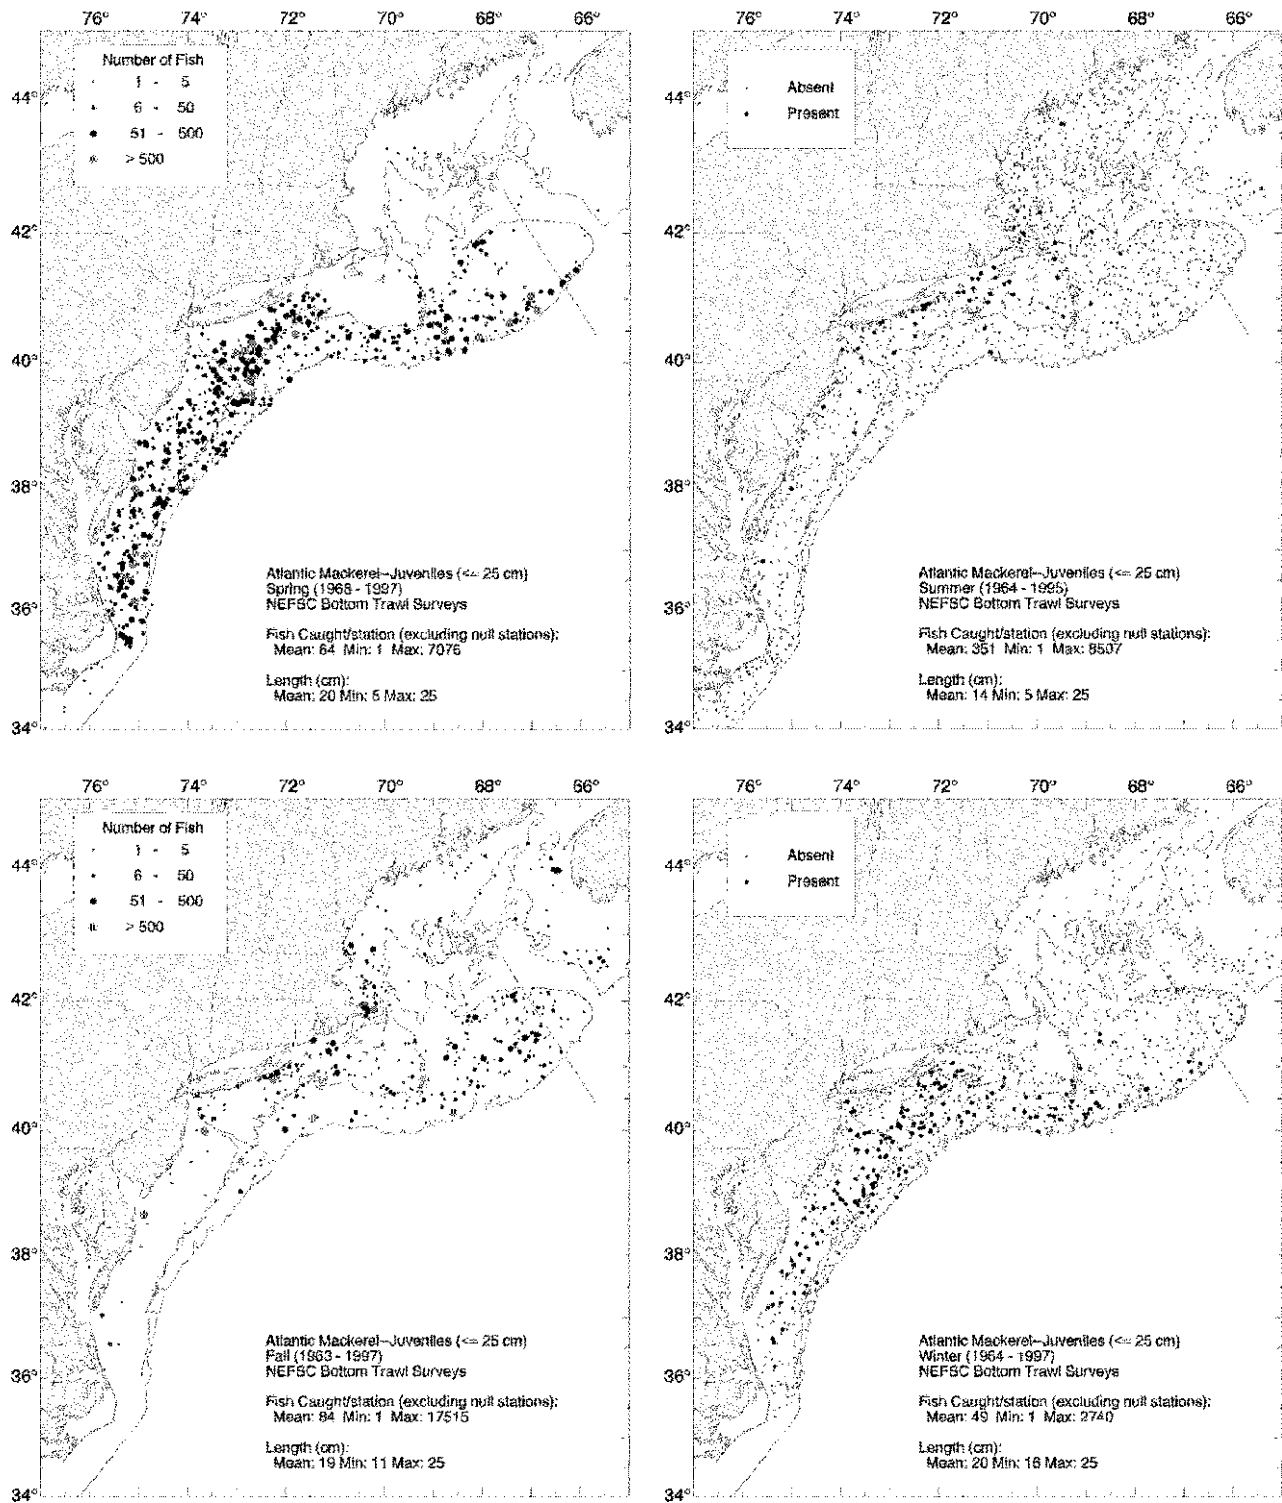 76° 74° 72° 70° 68° 66°
Number of Fish
1 - 5
6 - 50
51 - 500
> 500
44°
42°
40°
38°
36°
34°
Atlantic Mackerel--Juveniles (<= 25 cm)
Spring (1968 - 1997)
NEFSC Bottom Trawl Surveys
Fish Caught/station (excluding null stations):
Mean: 64 Min: 1 Max: 7076
Length (cm):
Mean: 20 Min: 5 Max: 25
76° 74° 72° 70° 68° 66°
Absent
Present
44°
42°
40°
38°
36°
34°
Atlantic Mackerel--Juveniles (<= 25 cm)
Summer (1964 - 1995)
NEFSC Bottom Trawl Surveys
Fish Caught/station (excluding null stations):
Mean: 351 Min: 1 Max: 8507
Length (cm):
Mean: 14 Min: 5 Max: 25
76° 74° 72° 70° 68° 66°
Number of Fish
1 - 5
6 - 50
51 - 500
> 500
44°
42°
40°
38°
36°
34°
Atlantic Mackerel--Juveniles (<= 25 cm)
Fall (1963 - 1997)
NEFSC Bottom Trawl Surveys
Fish Caught/station (excluding null stations):
Mean: 84 Min: 1 Max: 17515
Length (cm):
Mean: 19 Min: 11 Max: 25
76° 74° 72° 70° 68° 66°
Absent
Present
44°
42°
40°
38°
36°
34°
Atlantic Mackerel--Juveniles (<= 25 cm)
Winter (1964 - 1997)
NEFSC Bottom Trawl Surveys
Fish Caught/station (excluding null stations):
Mean: 49 Min: 1 Max: 2740
Length (cm):
Mean: 20 Min: 16 Max: 25